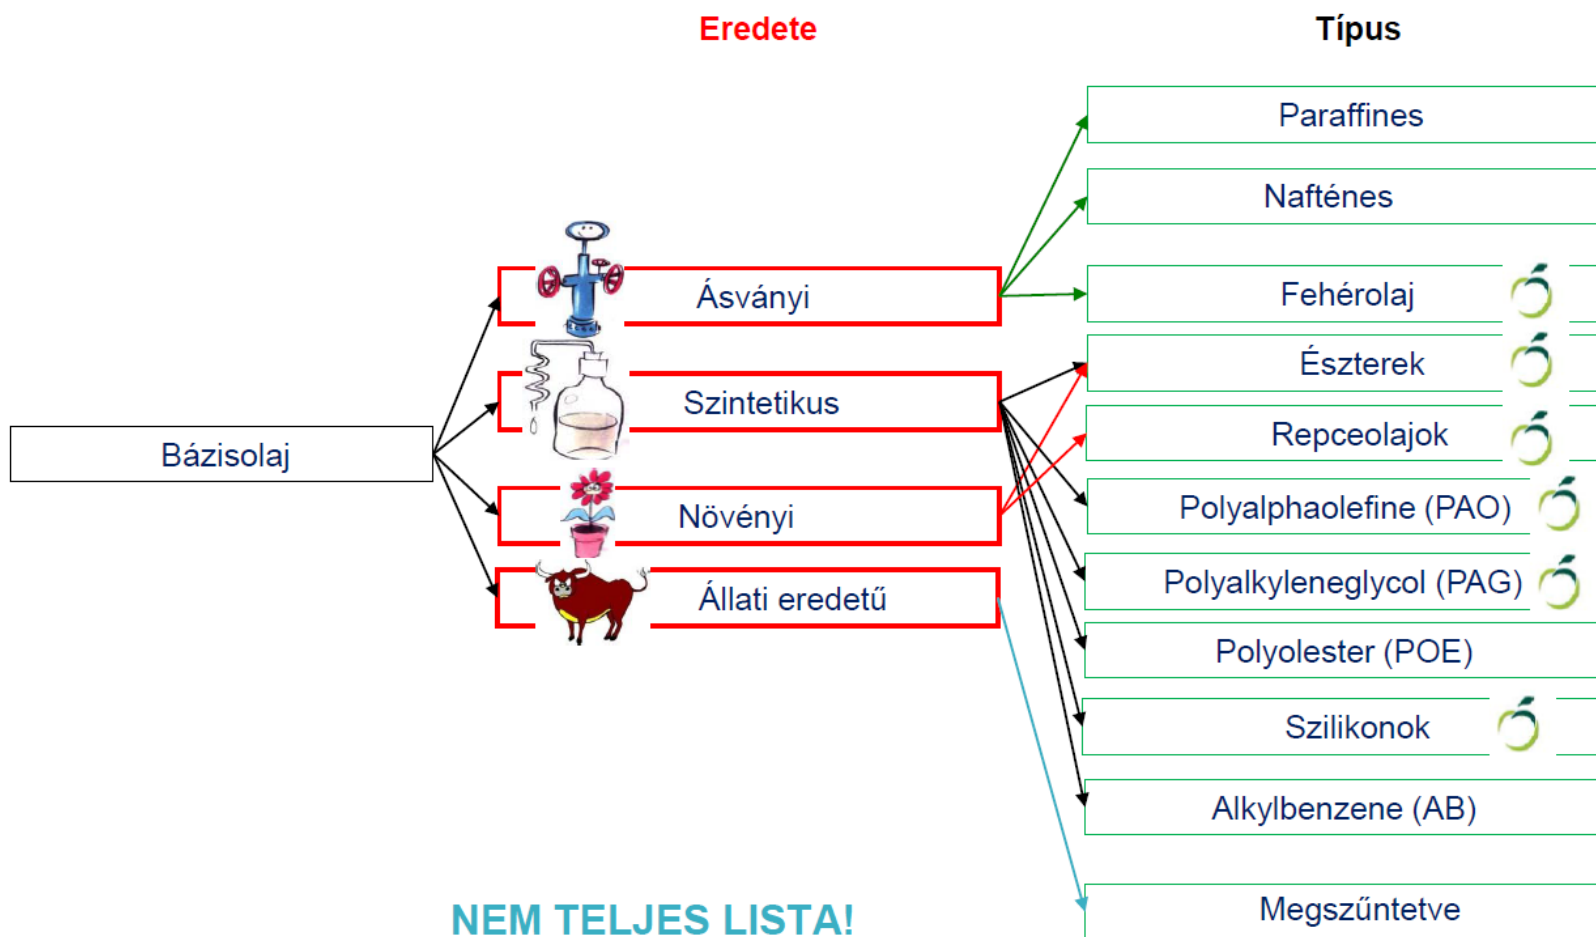 Eredete
Típus
Paraffines
Nafténes
Ásványi
Fehérolaj
Észterek
Szintetikus
Repceolajok
Bázisolaj
Növényi
Polyalphaolefine (PAO)
Polyalkyleneglycol (PAG)
Állati eredetű
Polyolester (POE)
Szilikonok
Alkylbenzene (AB)
Megszűntetve
NEM TELJES LISTA!